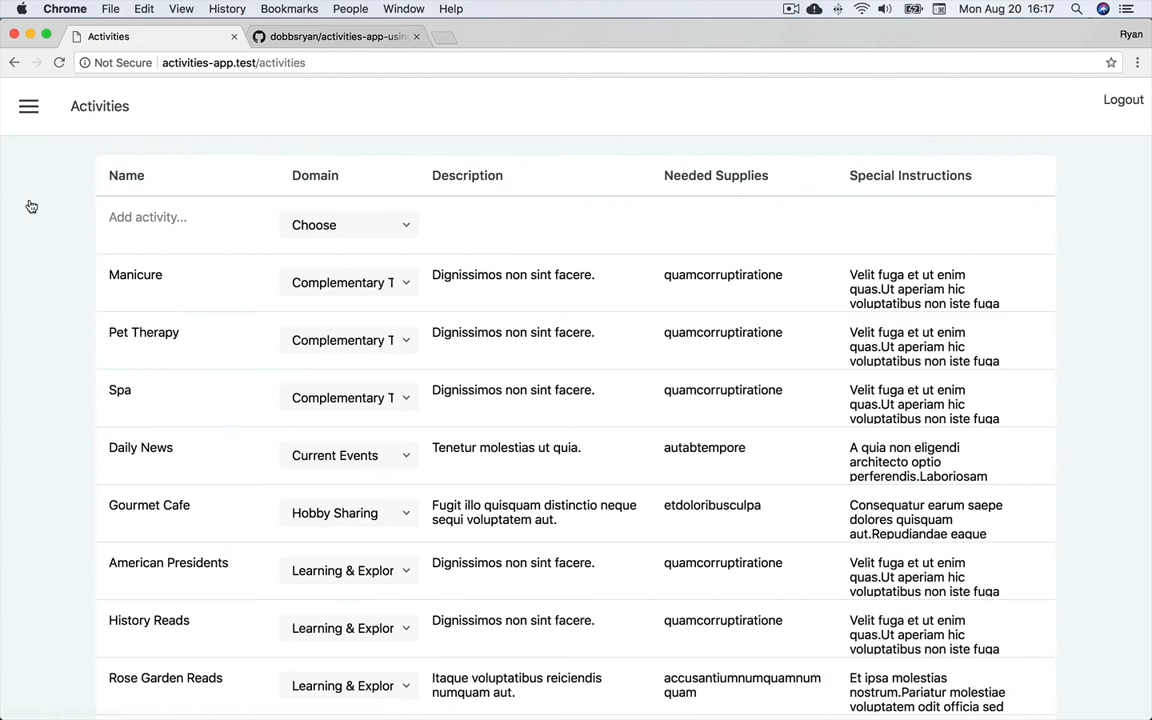 Chrome File Edit View History Bookmarks People Window Help Mon Aug 20 16:17
Activities dobbsryan/activities-app-usin Ryan
Not Secure activities-app.test/activities
Activities Logout
Name Domain Description Needed Supplies Special Instructions
Add activity... Choose
Manicure Complementary T Dignissimos non sint facere. quamcorruptiratione Velit fuga et ut enim
quas.Ut aperiam hic
voluptatibus non iste fuga
Pet Therapy Complementary T Dignissimos non sint facere. quamcorruptiratione Velit fuga et ut enim
quas.Ut aperiam hic
voluptatibus non iste fuga
Spa Complementary T Dignissimos non sint facere. quamcorruptiratione Velit fuga et ut enim
quas.Ut aperiam hic
voluptatibus non iste fuga
Daily News Current Events Tenetur molestias ut quia. autabtempore A quia non eligendi
architecto optio
perferendis.Laboriosam
Gourmet Cafe Hobby Sharing Fugit illo quisquam distinctio neque etdoloribusculpa Consequatur earum saepe
sequi voluptatem aut. dolores quisquam
aut.Repudiandae eaque
American Presidents Learning & Explor Dignissimos non sint facere. quamcorruptiratione Velit fuga et ut enim
quas.Ut aperiam hic
voluptatibus non iste fuga
History Reads Learning & Explor Dignissimos non sint facere. quamcorruptiratione Velit fuga et ut enim
quas.Ut aperiam hic
voluptatibus non iste fuga
Rose Garden Reads Learning & Explor Itaque voluptatibus reiciendis accusantiumnumquamnum Et ipsa molestias
numquam aut. quam nostrum.Pariatur molestiae
voluptatem odit officia sed